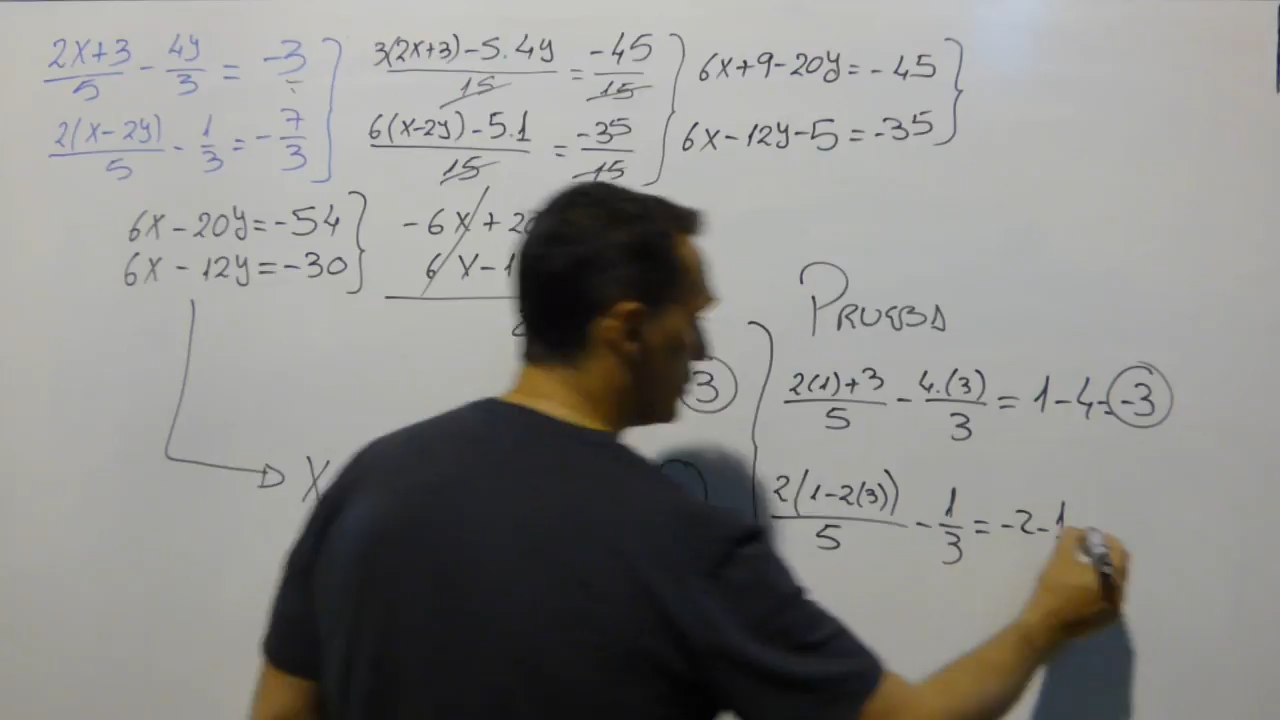 (2X+3)/5 - 4y/3 = -3
2(X-2y)/5 - 1/3 = -7/3
(3(2X+3)-5.4y)/15 = -45/15
(6(X-2y)-5.1)/15 = -35/15
6X+9-20y=-45
6X-12y-5=-35
6X-20y=-54
6X-12y=-30
-6X+20
6X-1
X
3
PRUEBA
(2(1)+3)/5 - 4.(3)/3 = 1-4=-3
2(1-2(3))/5 - 1/3 = -2-1